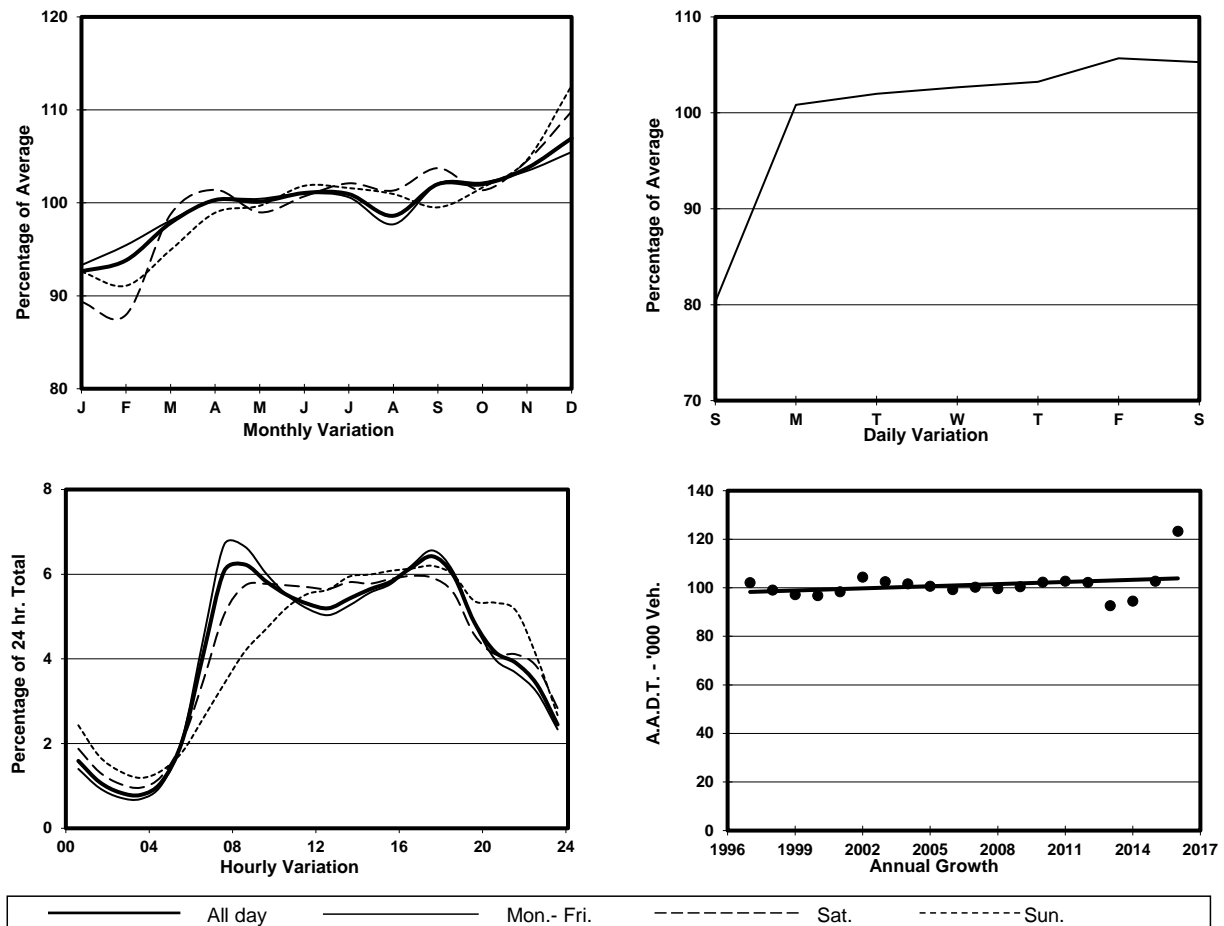 120
110
100
90
80
Percentage of Average
J F M A M J J A S O N D
Monthly Variation
110
100
90
80
70
Percentage of Average
S M T W T F S
Daily Variation
8
6
4
2
0
Percentage of 24 hr. Total
00 04 08 12 16 20 24
Hourly Variation
140
120
100
80
60
40
20
0
A.A.D.T. - '000 Veh.
1996 1999 2002 2005 2008 2011 2014 2017
Annual Growth
All day Mon.- Fri. Sat. Sun.